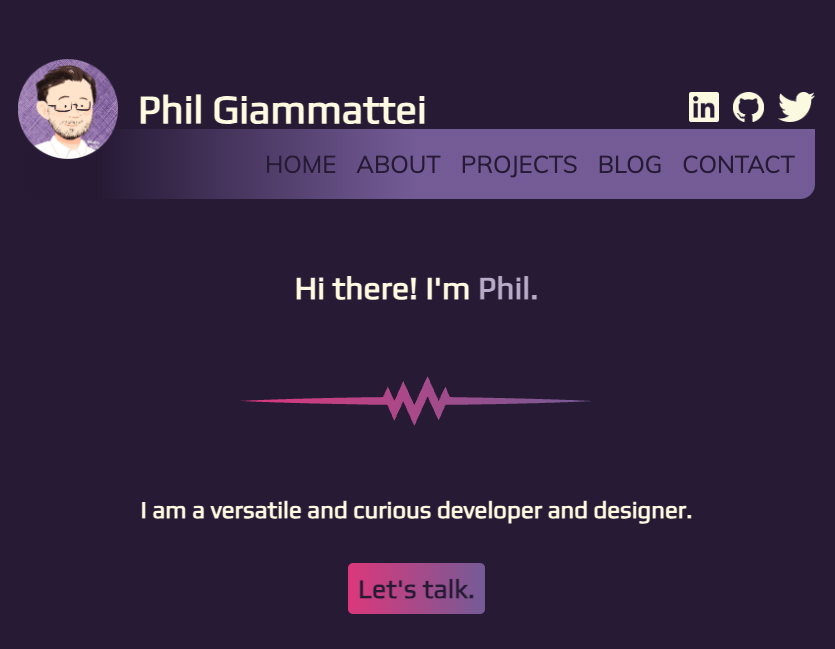 Phil Giammattei
in
HOME ABOUT PROJECTS BLOG CONTACT
Hi there! I'm Phil.
I am a versatile and curious developer and designer.
Let's talk.